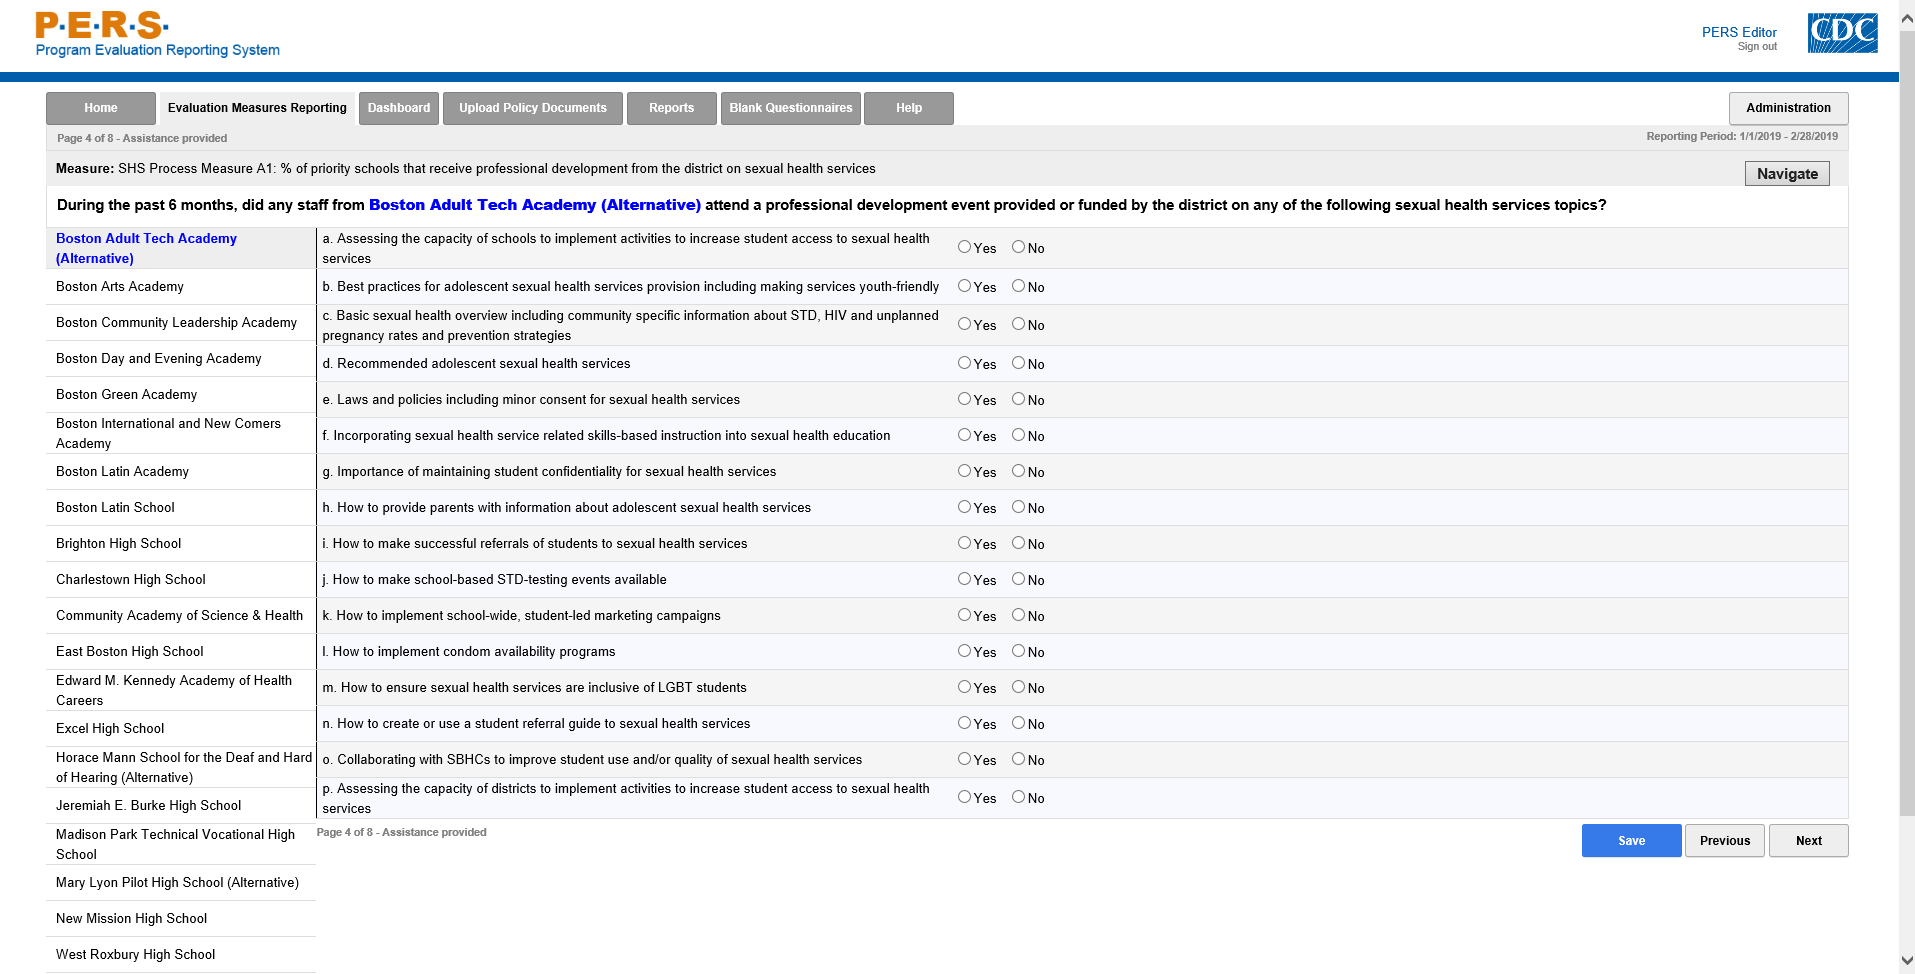 P·E·R·S·
Program Evaluation Reporting System
PERS Editor
Sign out
CDC
Home
Evaluation Measures Reporting
Dashboard
Upload Policy Documents
Reports
Blank Questionnaires
Help
Administration
Page 4 of 8 - Assistance provided
Reporting Period: 1/1/2019 - 2/28/2019
Measure: SHS Process Measure A1: % of priority schools that receive professional development from the district on sexual health services
Navigate
During the past 6 months, did any staff from Boston Adult Tech Academy (Alternative) attend a professional development event provided or funded by the district on any of the following sexual health services topics?
Boston Adult Tech Academy
(Alternative)
Boston Arts Academy
Boston Community Leadership Academy
Boston Day and Evening Academy
Boston Green Academy
Boston International and New Comers
Academy
Boston Latin Academy
Boston Latin School
Brighton High School
Charlestown High School
Community Academy of Science & Health
East Boston High School
Edward M. Kennedy Academy of Health
Careers
Excel High School
Horace Mann School for the Deaf and Hard
of Hearing (Alternative)
Jeremiah E. Burke High School
Madison Park Technical Vocational High
School
Mary Lyon Pilot High School (Alternative)
New Mission High School
West Roxbury High School
a. Assessing the capacity of schools to implement activities to increase student access to sexual health
services
Yes No
b. Best practices for adolescent sexual health services provision including making services youth-friendly
Yes No
c. Basic sexual health overview including community specific information about STD, HIV and unplanned
pregnancy rates and prevention strategies
Yes No
d. Recommended adolescent sexual health services
Yes No
e. Laws and policies including minor consent for sexual health services
Yes No
f. Incorporating sexual health service related skills-based instruction into sexual health education
Yes No
g. Importance of maintaining student confidentiality for sexual health services
Yes No
h. How to provide parents with information about adolescent sexual health services
Yes No
i. How to make successful referrals of students to sexual health services
Yes No
j. How to make school-based STD-testing events available
Yes No
k. How to implement school-wide, student-led marketing campaigns
Yes No
l. How to implement condom availability programs
Yes No
m. How to ensure sexual health services are inclusive of LGBT students
Yes No
n. How to create or use a student referral guide to sexual health services
Yes No
o. Collaborating with SBHCs to improve student use and/or quality of sexual health services
Yes No
p. Assessing the capacity of districts to implement activities to increase student access to sexual health
services
Yes No
Page 4 of 8 - Assistance provided
Save
Previous
Next